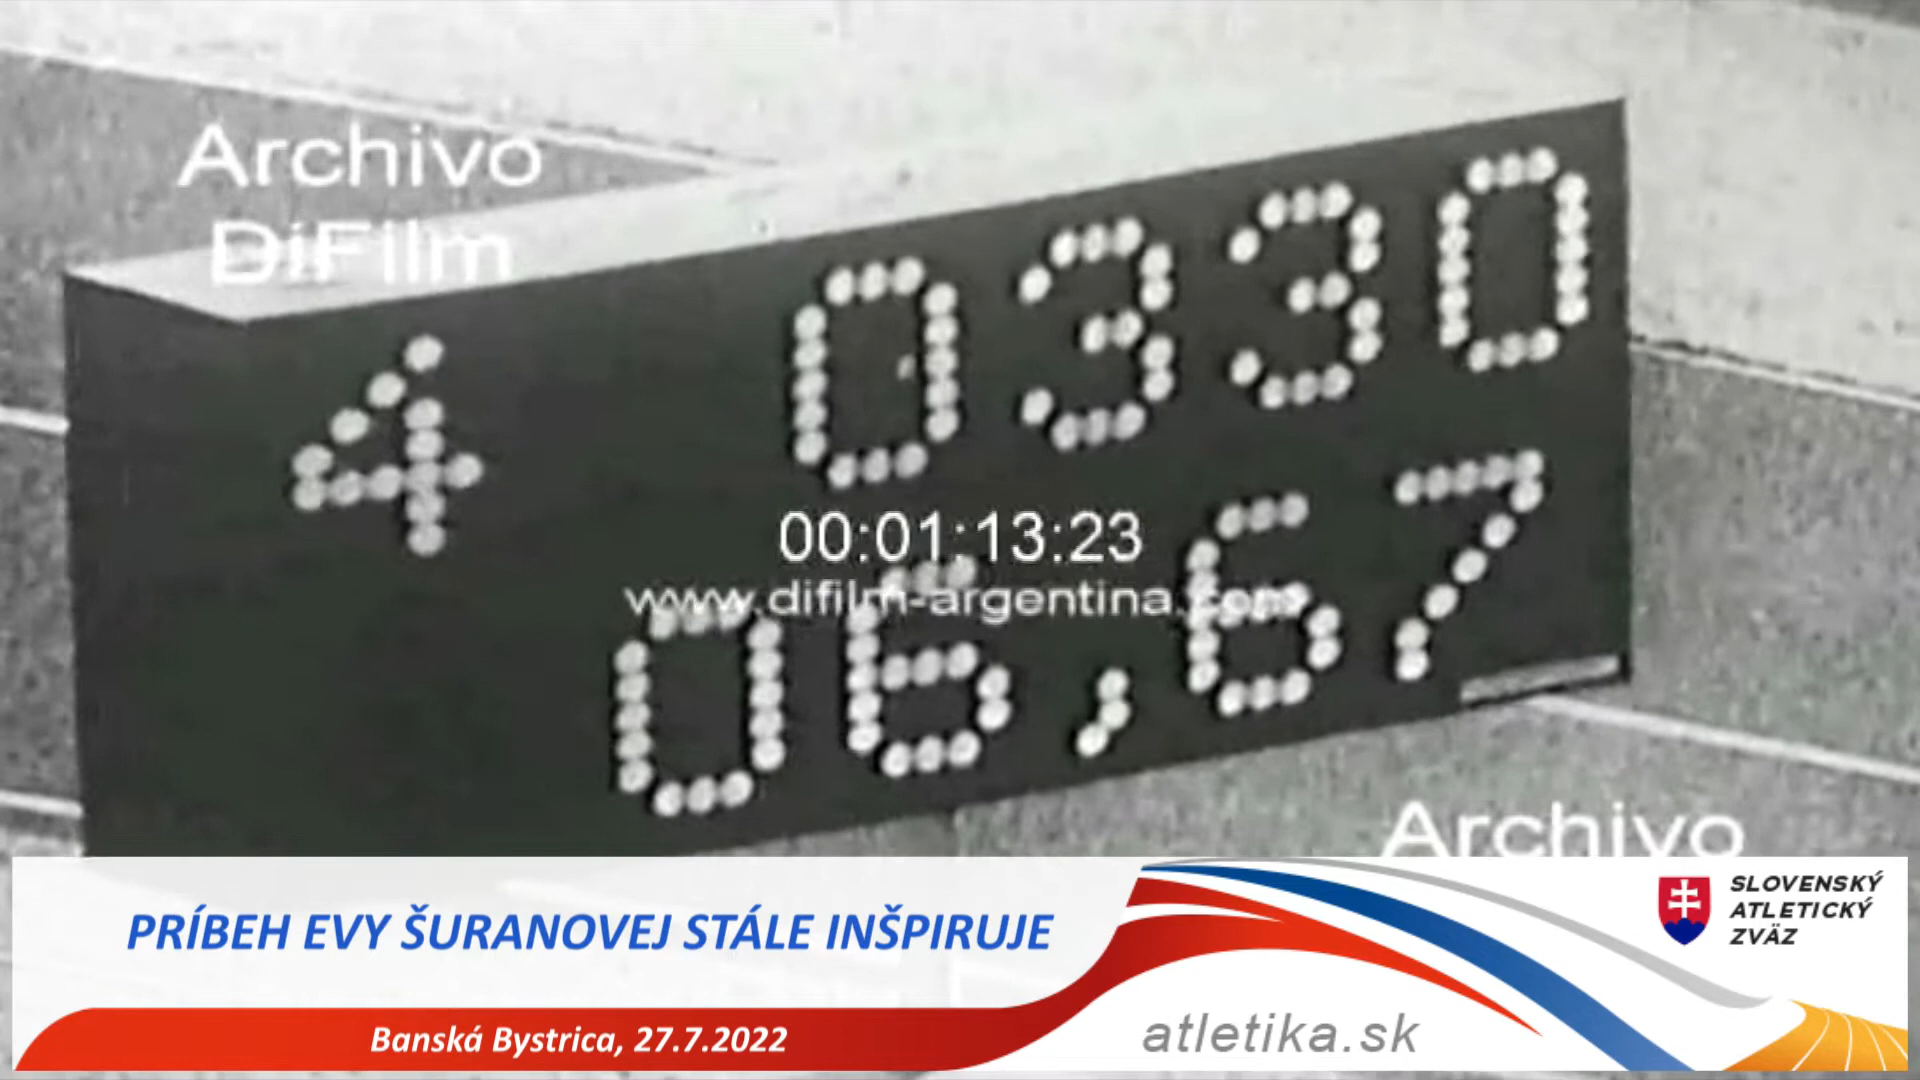 Archivo
DiFilm
4 0330
00:01:13:23
www.difilm-argentina.com
06,67
Archivo
PRÍBEH EVY ŠURANOVEJ STÁLE INŠPIRUJE
SLOVENSKÝ
ATLETICKÝ
ZVÄZ
Banská Bystrica, 27.7.2022
atletika.sk